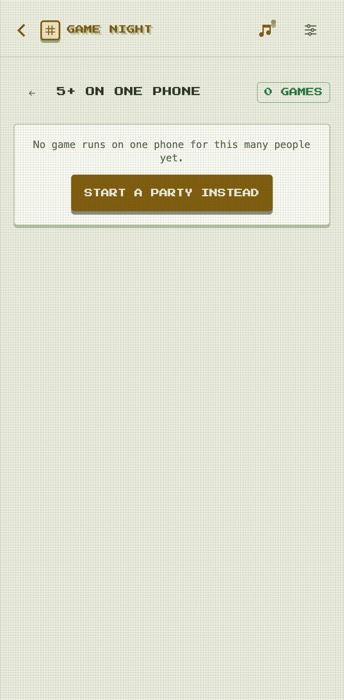 GAME NIGHT
← 5+ ON ONE PHONE
0 GAMES
No game runs on one phone for this many people
yet.
START A PARTY INSTEAD